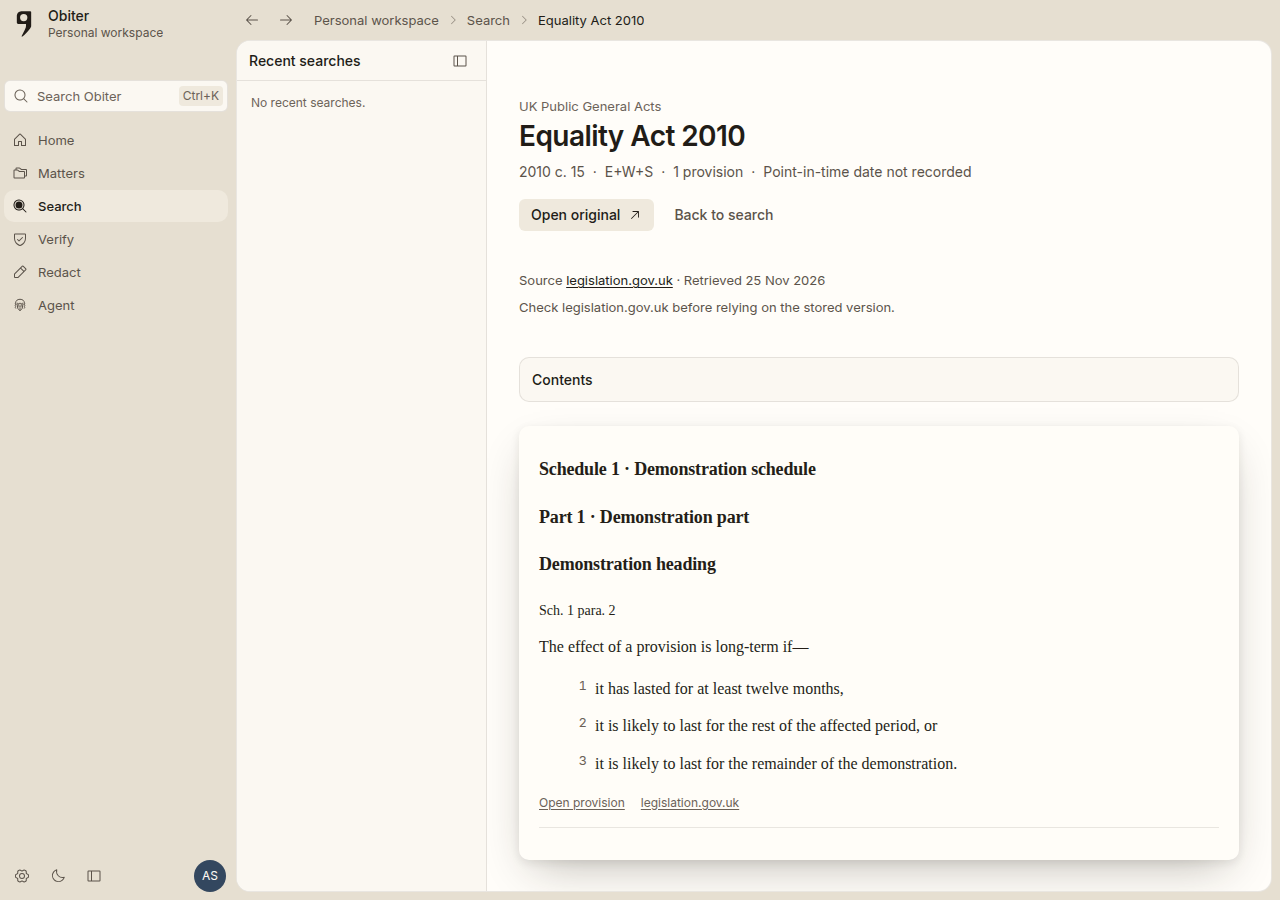 Obiter
Personal workspace
Search Obiter Ctrl+K
Home
Matters
Search
Verify
Redact
Agent
AS
Personal workspace Search Equality Act 2010
Recent searches
No recent searches.
UK Public General Acts
Equality Act 2010
2010 c. 15 · E+W+S · 1 provision · Point-in-time date not recorded
Open original Back to search
Source legislation.gov.uk · Retrieved 25 Nov 2026
Check legislation.gov.uk before relying on the stored version.
Contents
Schedule 1 · Demonstration schedule
Part 1 · Demonstration part
Demonstration heading
Sch. 1 para. 2
The effect of a provision is long-term if—
1 it has lasted for at least twelve months,
2 it is likely to last for the rest of the affected period, or
3 it is likely to last for the remainder of the demonstration.
Open provision legislation.gov.uk